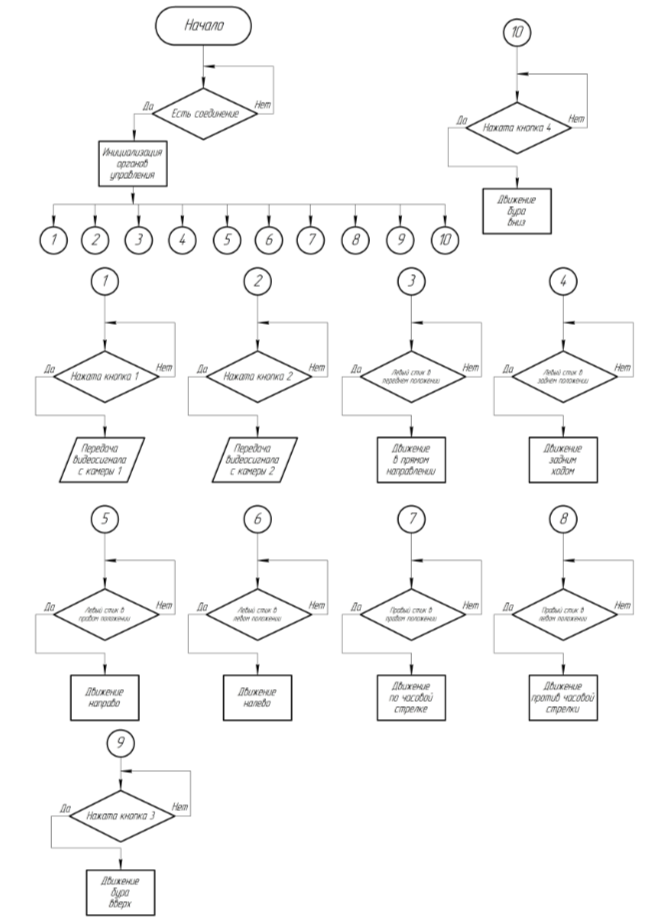 Начало
Есть соединение
Да
Нет
Инициализация
органов
управления
1 2 3 4 5 6 7 8 9 10
10
Нажата кнопка 4
Да
Нет
Движение
бура
вниз
1
Нажата кнопка 1
Да
Нет
Передача
видеосигнала
с камеры 1
2
Нажата кнопка 2
Да
Нет
Передача
видеосигнала
с камеры 2
3
Левый стик в
переднем положении
Да
Нет
Движение
в прямом
направлении
4
Левый стик в
заднем положении
Да
Нет
Движение
задним
ходом
5
Левый стик в
правом положении
Да
Нет
Движение
направо
6
Левый стик в
левом положении
Да
Нет
Движение
налево
7
Правый стик в
правом положении
Да
Нет
Движение
по часовой
стрелке
8
Правый стик в
левом положении
Да
Нет
Движение
против часовой
стрелки
9
Нажата кнопка 3
Да
Нет
Движение
бура
вверх